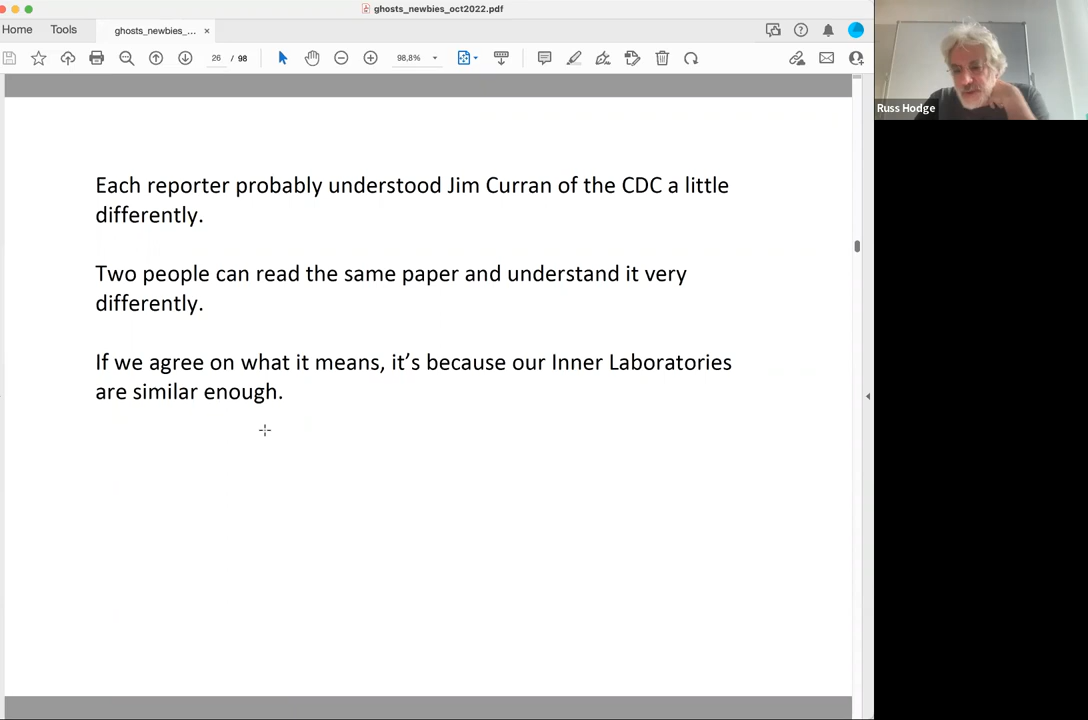 ghosts_newbies_oct2022.pdf
Home Tools ghosts_newbies_... ×
26 / 98 98,8%
Russ Hodge
Each reporter probably understood Jim Curran of the CDC a little
differently.
Two people can read the same paper and understand it very
differently.
If we agree on what it means, it’s because our Inner Laboratories
are similar enough.